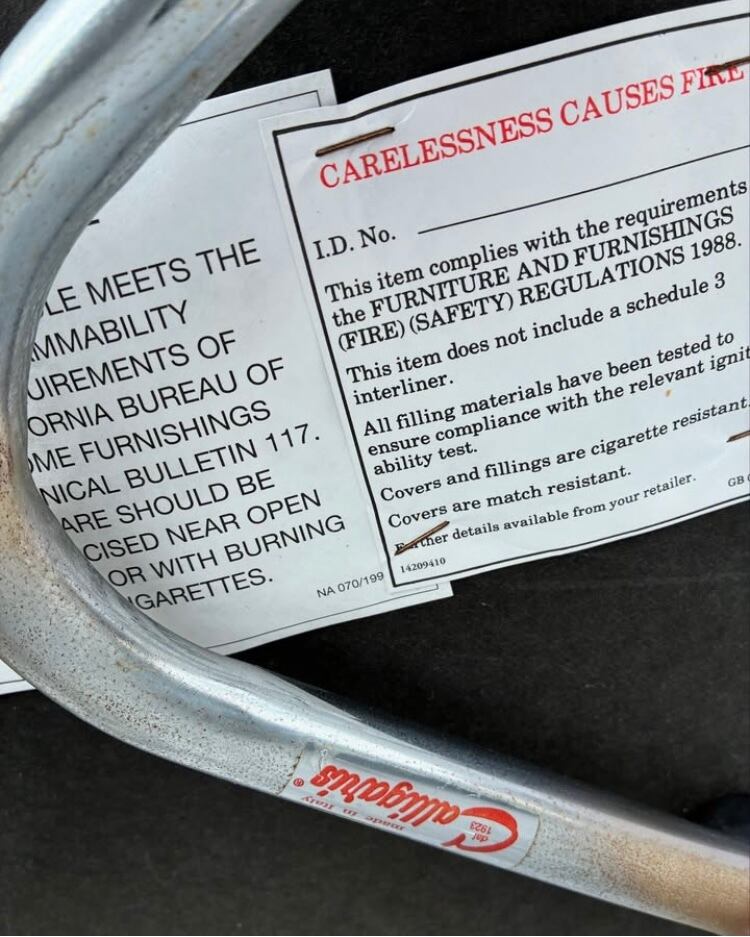 LE MEETS THE
MMABILITY
UIREMENTS OF
ORNIA BUREAU OF
ME FURNISHINGS
NICAL BULLETIN 117.
ARE SHOULD BE
CISED NEAR OPEN
OR WITH BURNING
IGARETTES.
NA 070/199
CARELESSNESS CAUSES FIRE
I.D. No.
This item complies with the requirements
the FURNITURE AND FURNISHINGS
(FIRE) (SAFETY) REGULATIONS 1988.
This item does not include a schedule 3
interliner.
All filling materials have been tested to
ensure compliance with the relevant ignit
ability test.
Covers and fillings are cigarette resistant.
Covers are match resistant.
Further details available from your retailer.
GB
14209410
Calligaris®
dal
1923
made in Italy